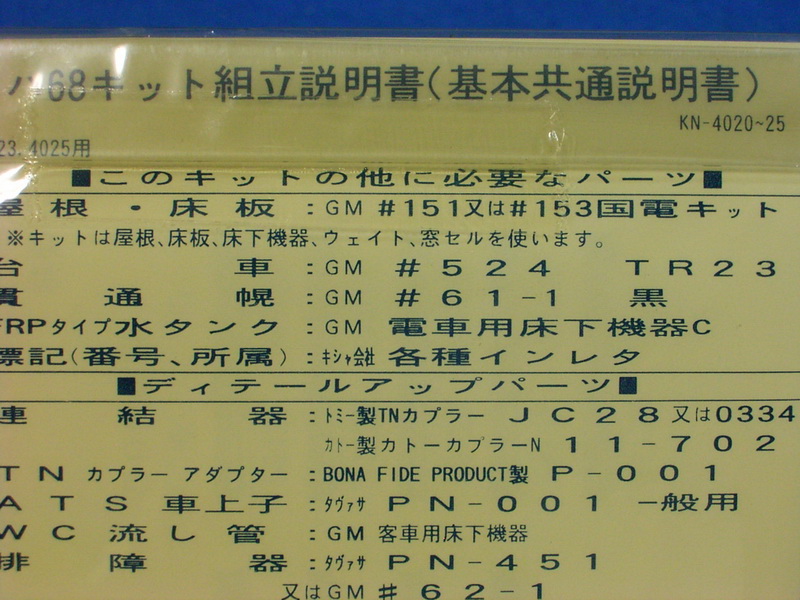 ハ68キット組立説明書(基本共通説明書)
KN-4020~25
23.4025用
■このキットの他に必要なパーツ■
屋根・床板:GM #151又は#153国電キット
※キットは屋根、床板、床下機器、ウェイト、窓セルを使います。
台車:GM #524 TR23
貫通幌:GM #61-1 黒
FRPタイプ水タンク:GM 電車用床下機器C
標記(番号、所属):キシャ会社 各種インレタ
■ディテールアップパーツ■
連結器:トミー製TNカプラー JC28又は0334
カトー製カトーカプラーN 11-702
TNカプラーアダプター:BONA FIDE PRODUCT製 P-001
ATS車上子:タヴァサ PN-001 一般用
WC流し管:GM 客車用床下機器
排障器:タヴァサ PN-451
又はGM #62-1